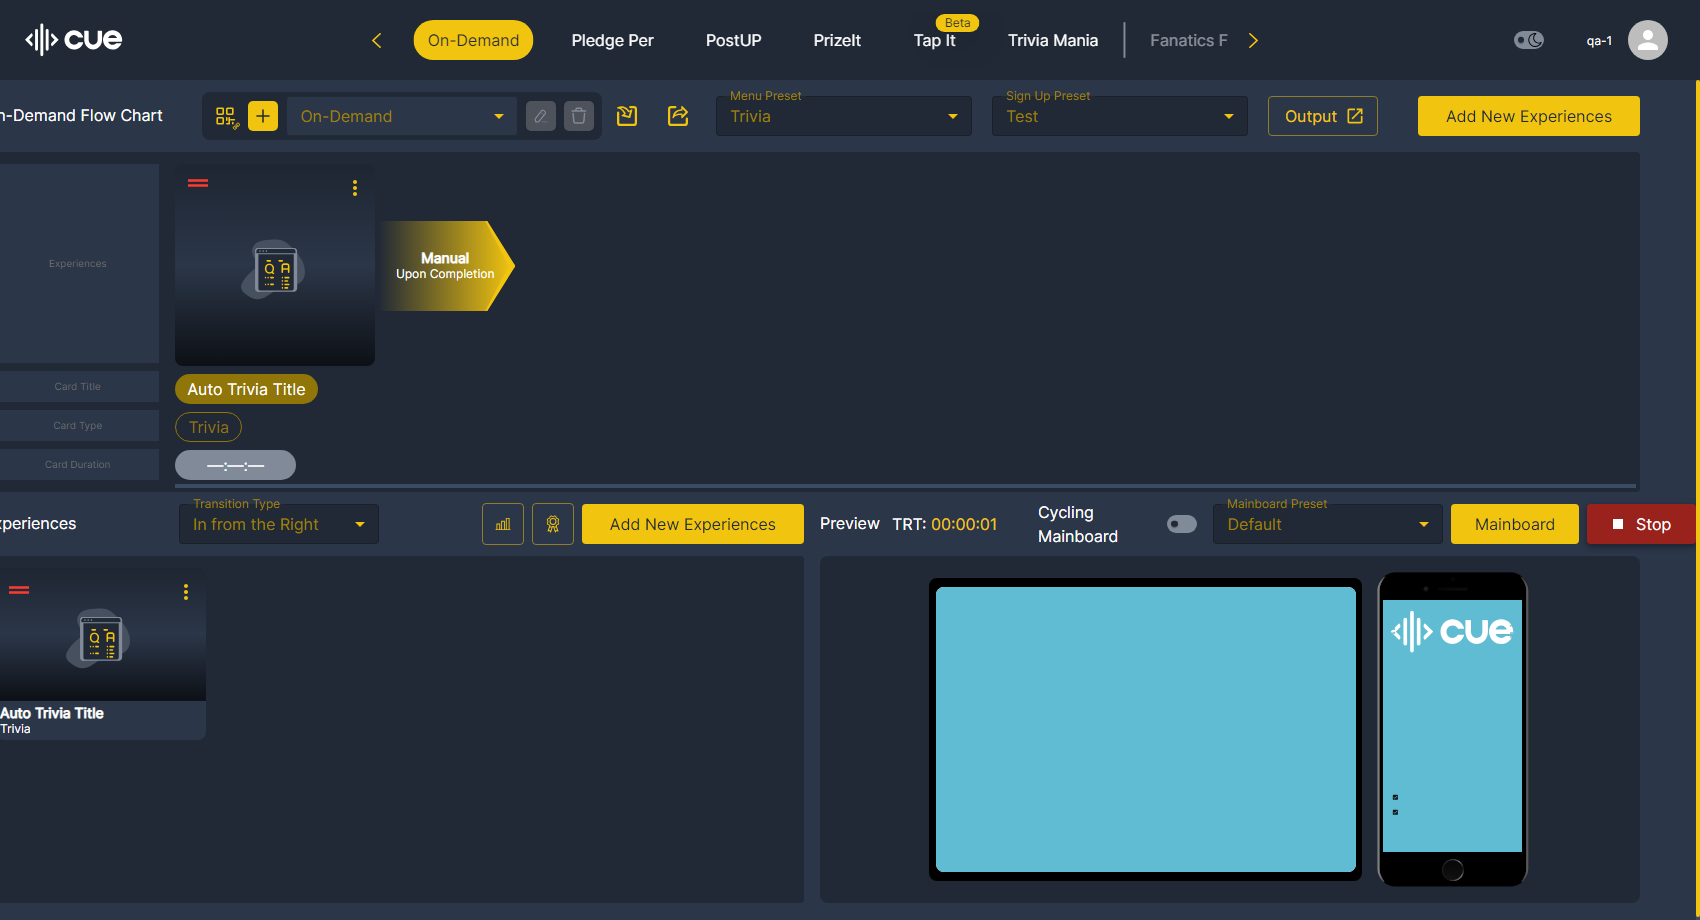 cue
On-Demand
Pledge Per
PostUP
PrizeIt
Beta
Tap It
Trivia Mania
Fanatics F
qa-1
n-Demand Flow Chart
On-Demand
Menu Preset
Trivia
Sign Up Preset
Test
Output
Add New Experiences
Experiences
Manual
Upon Completion
Card Title
Auto Trivia Title
Card Type
Trivia
Card Duration
—:—:—
xperiences
Transition Type
In from the Right
Add New Experiences
Preview
TRT: 00:00:01
Cycling
Mainboard
Mainboard Preset
Default
Mainboard
Stop
Q A
Auto Trivia Title
Trivia
cue